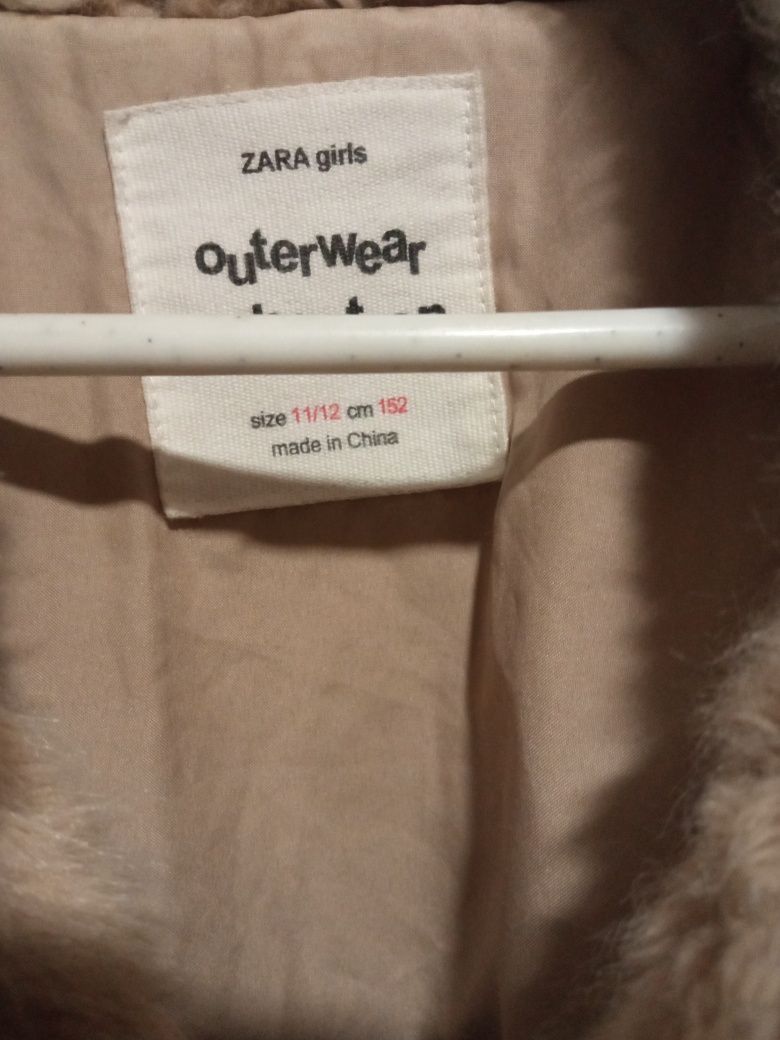 ZARA girls
outerwear
size 11/12 cm 152
made in China